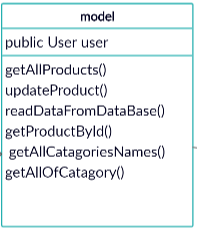 model
public User user
getAllProducts()
updateProduct()
readDataFromDataBase()
getProductById()
getAllCatagoriesNames()
getAllOfCatagory()